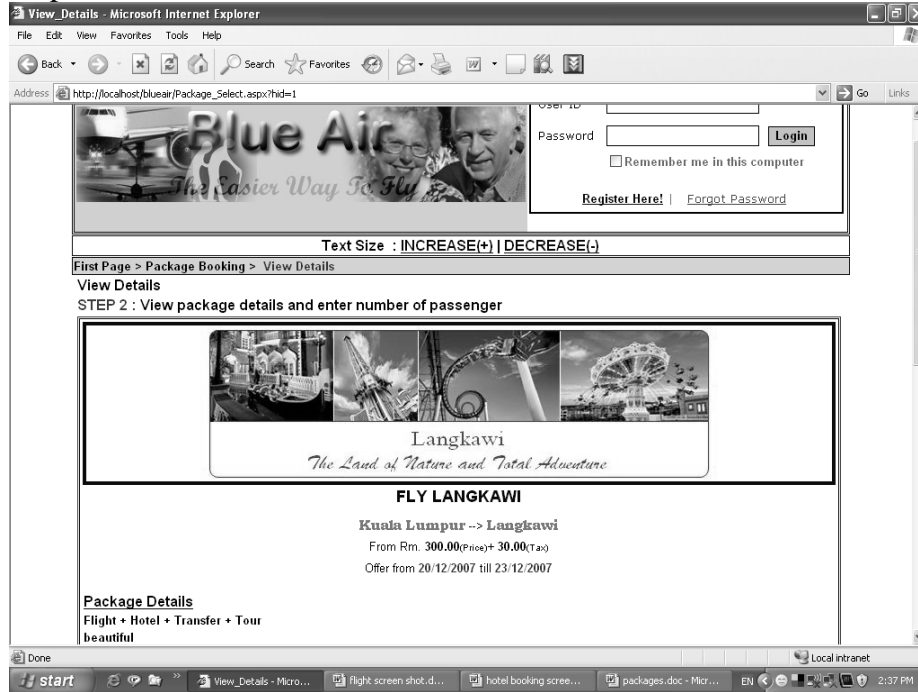 View_Details - Microsoft Internet Explorer
File Edit View Favorites Tools Help
Back Search Favorites
Address http://localhost/blueair/Package_Select.aspx?hid=1 Go Links
Blue Air
The Easier Way To Fly
User ID
Password Login
Remember me in this computer
Register Here! | Forgot Password
Text Size : INCREASE(+) | DECREASE(-)
First Page > Package Booking > View Details
View Details
STEP 2 : View package details and enter number of passenger
Langkawi
The Land of Nature and Total Adventure
FLY LANGKAWI
Kuala Lumpur --> Langkawi
From Rm. 300.00(Price)+ 30.00(Tax)
Offer from 20/12/2007 till 23/12/2007
Package Details
Flight + Hotel + Transfer + Tour
beautiful
Done Local intranet
start View_Details - Micro... flight screen shot.d... hotel booking scree... packages.doc - Micr... EN 2:37 PM